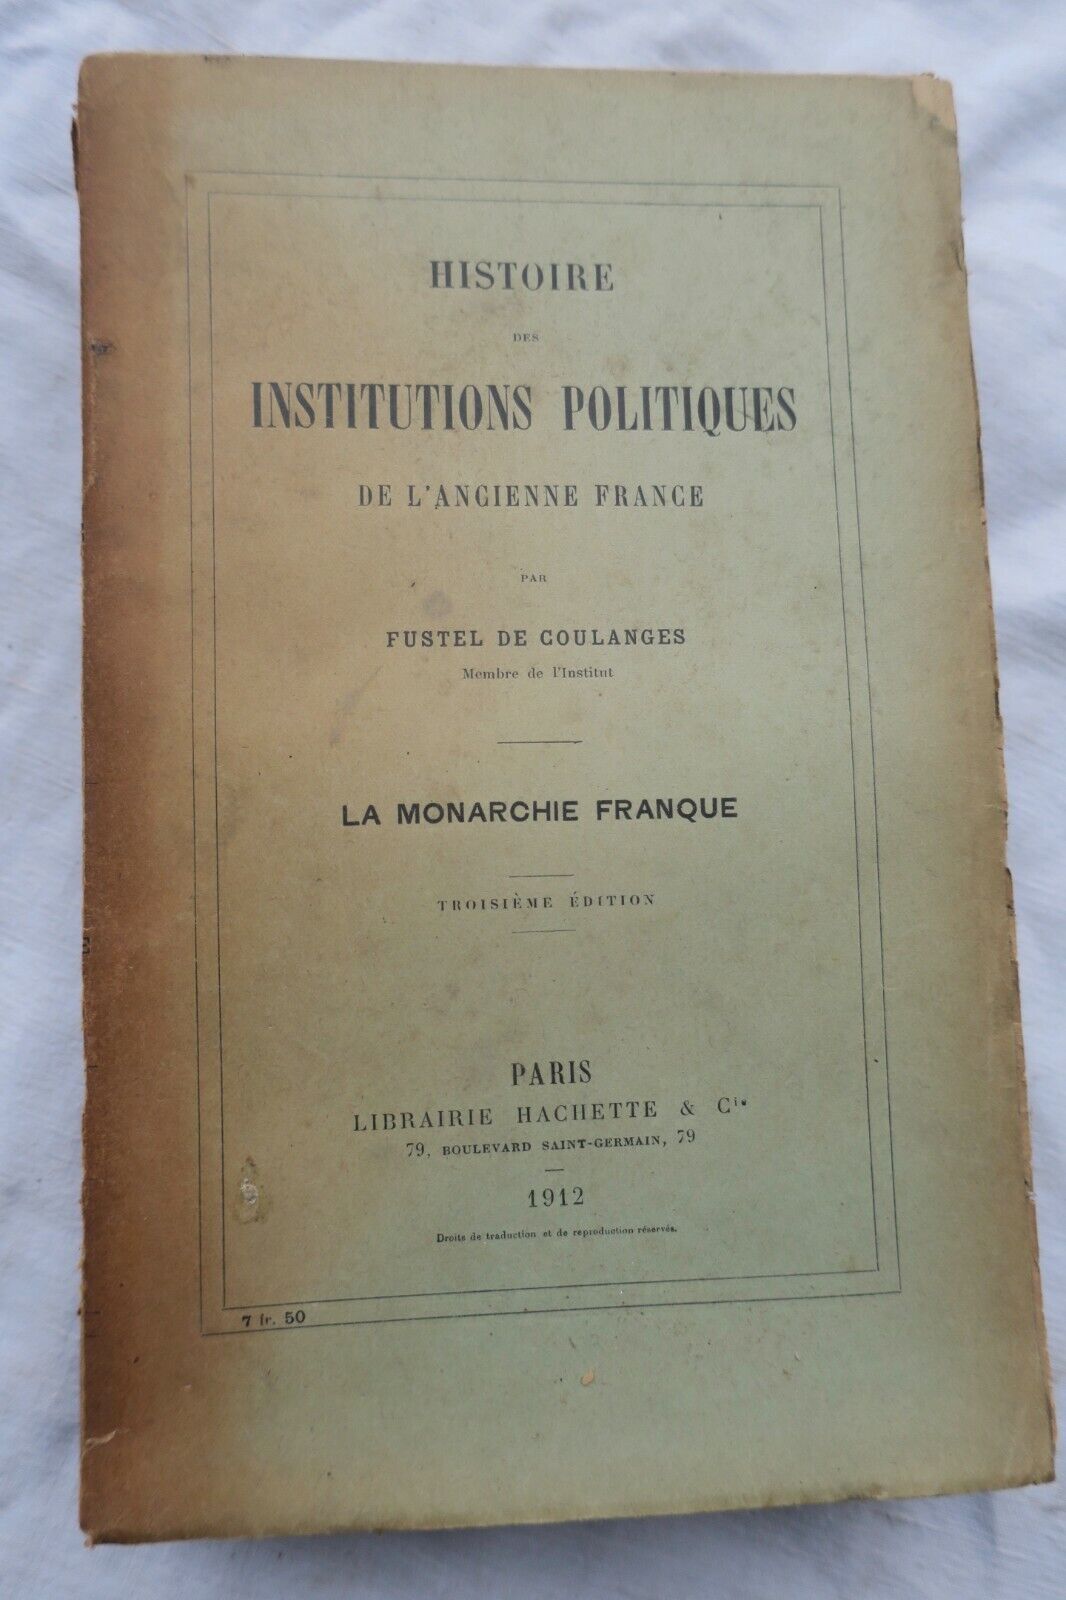 HISTOIRE
DES
INSTITUTIONS POLITIQUES
DE L'ANCIENNE FRANCE
PAR
FUSTEL DE COULANGES
Membre de l'Institut
LA MONARCHIE FRANQUE
TROISIÈME ÉDITION
PARIS
LIBRAIRIE HACHETTE & Cie
79, BOULEVARD SAINT-GERMAIN, 79
1912
Droits de traduction et de reproduction réservés.
7 fr. 50